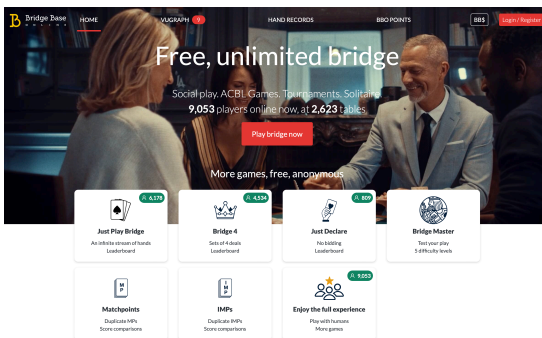 Bridge Base
O N L I N E
HOME
VUGRAPH 9
HAND RECORDS
BBO POINTS
BB$
Login / Register
Free, unlimited bridge
Social play. ACBL Games. Tournaments. Solitaire.
9,053 players online now, at 2,623 tables.
Play bridge now
More games, free, anonymous
6,178
Just Play Bridge
An infinite stream of hands
Leaderboard
4,534
Bridge 4
Sets of 4 deals
Leaderboard
809
Just Declare
No bidding
Leaderboard
Bridge Master
Test your play
5 difficulty levels
M
P
Matchpoints
Duplicate MPs
Score comparisons
I
M
P
IMPs
Duplicate IMPs
Score comparisons
9,053
Enjoy the full experience
Play with humans
More games